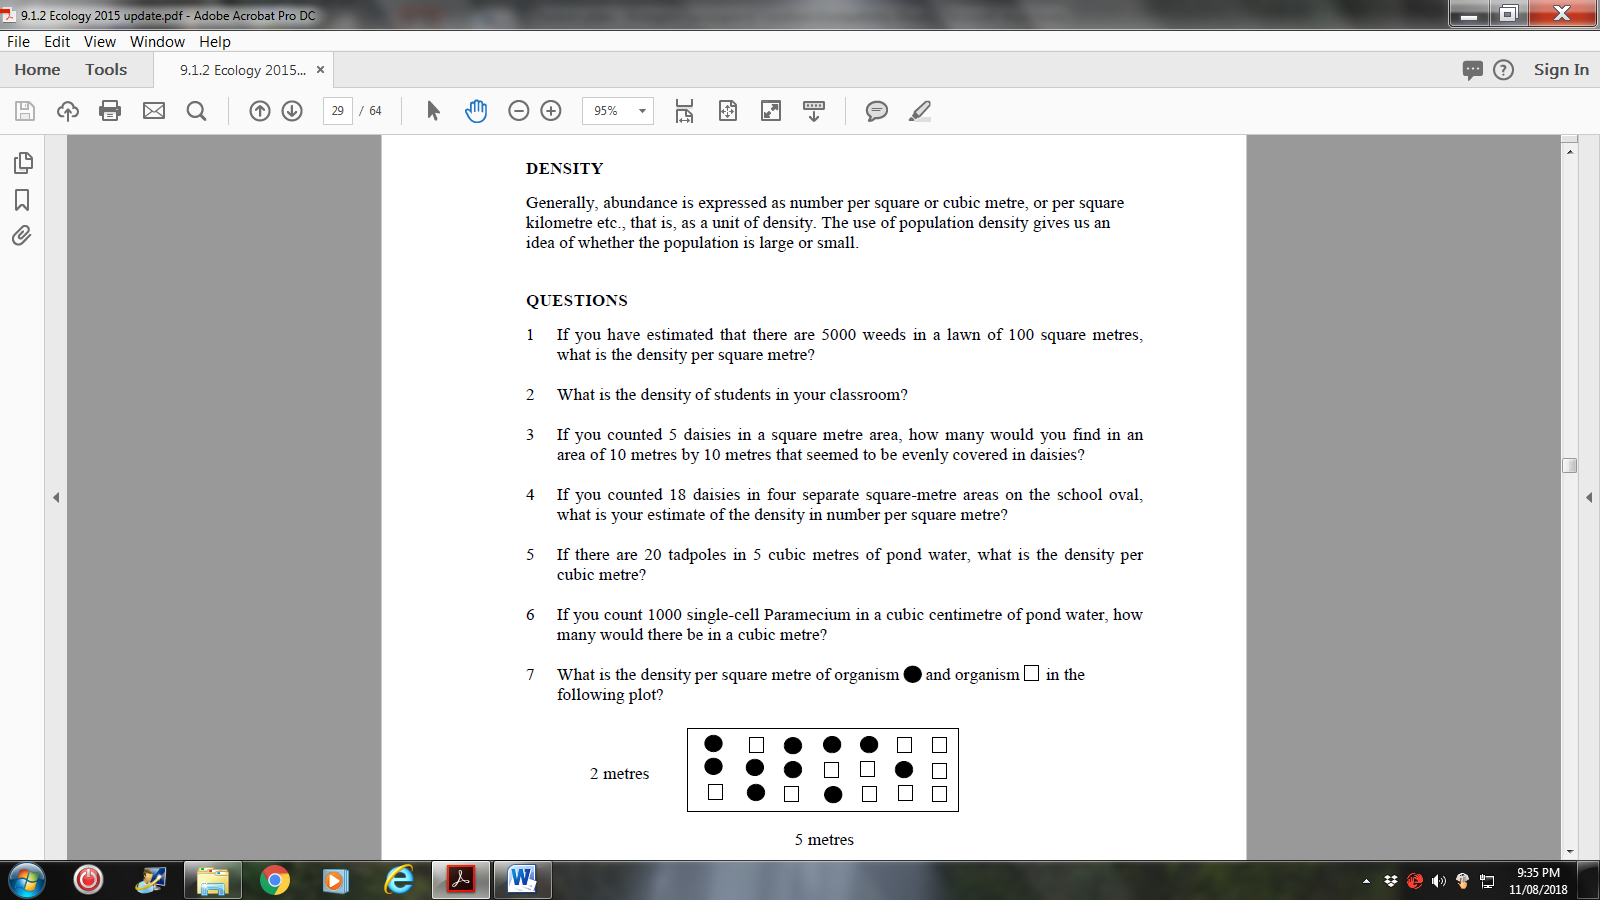 9.1.2 Ecology 2015 update.pdf - Adobe Acrobat Pro DC
File Edit View Window Help
Home Tools 9.1.2 Ecology 2015... × ? Sign In
29 / 64 95%
DENSITY
Generally, abundance is expressed as number per square or cubic metre, or per square
kilometre etc., that is, as a unit of density. The use of population density gives us an
idea of whether the population is large or small.
QUESTIONS
1 If you have estimated that there are 5000 weeds in a lawn of 100 square metres,
what is the density per square metre?
2 What is the density of students in your classroom?
3 If you counted 5 daisies in a square metre area, how many would you find in an
area of 10 metres by 10 metres that seemed to be evenly covered in daisies?
4 If you counted 18 daisies in four separate square-metre areas on the school oval,
what is your estimate of the density in number per square metre?
5 If there are 20 tadpoles in 5 cubic metres of pond water, what is the density per
cubic metre?
6 If you count 1000 single-cell Paramecium in a cubic centimetre of pond water, how
many would there be in a cubic metre?
7 What is the density per square metre of organism ● and organism □ in the
following plot?
2 metres
5 metres
9:35 PM
11/08/2018